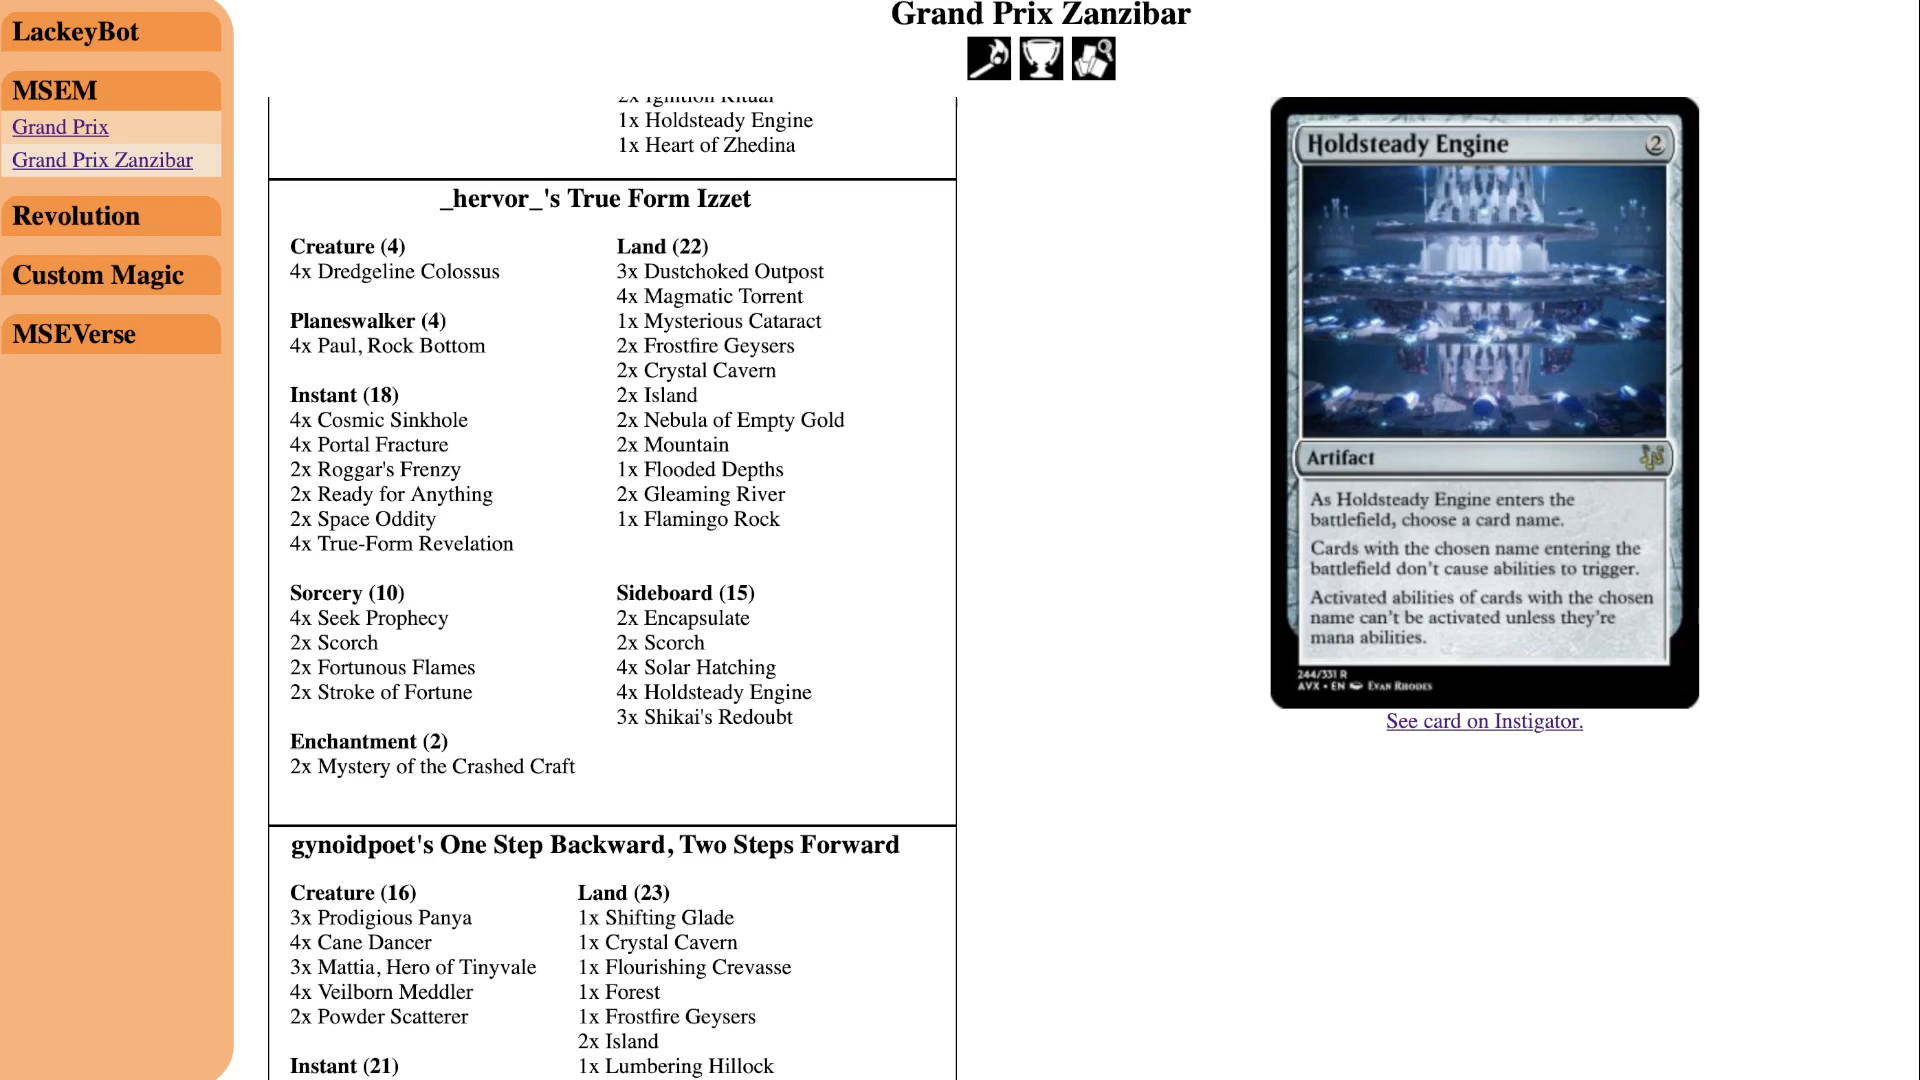 LackeyBot
MSEM
Grand Prix
Grand Prix Zanzibar
Revolution
Custom Magic
MSEVerse
Grand Prix Zanzibar
2x Ignition Ritual
1x Holdsteady Engine
1x Heart of Zhedina
_hervor_'s True Form Izzet
Creature (4)
4x Dredgeline Colossus
Planeswalker (4)
4x Paul, Rock Bottom
Instant (18)
4x Cosmic Sinkhole
4x Portal Fracture
2x Roggar's Frenzy
2x Ready for Anything
2x Space Oddity
4x True-Form Revelation
Sorcery (10)
4x Seek Prophecy
2x Scorch
2x Fortunous Flames
2x Stroke of Fortune
Enchantment (2)
2x Mystery of the Crashed Craft
Land (22)
3x Dustchoked Outpost
4x Magmatic Torrent
1x Mysterious Cataract
2x Frostfire Geysers
2x Crystal Cavern
2x Island
2x Nebula of Empty Gold
2x Mountain
1x Flooded Depths
2x Gleaming River
1x Flamingo Rock
Sideboard (15)
2x Encapsulate
2x Scorch
4x Solar Hatching
4x Holdsteady Engine
3x Shikai's Redoubt
gynoidpoet's One Step Backward, Two Steps Forward
Creature (16)
3x Prodigious Panya
4x Cane Dancer
3x Mattia, Hero of Tinyvale
4x Veilborn Meddler
2x Powder Scatterer
Instant (21)
Land (23)
1x Shifting Glade
1x Crystal Cavern
1x Flourishing Crevasse
1x Forest
1x Frostfire Geysers
2x Island
1x Lumbering Hillock
Holdsteady Engine 2
Artifact
As Holdsteady Engine enters the
battlefield, choose a card name.
Cards with the chosen name entering the
battlefield don't cause abilities to trigger.
Activated abilities of cards with the chosen
name can't be activated unless they're
mana abilities.
244/331 R
AVX • EN Evan Rhodes
See card on Instigator.